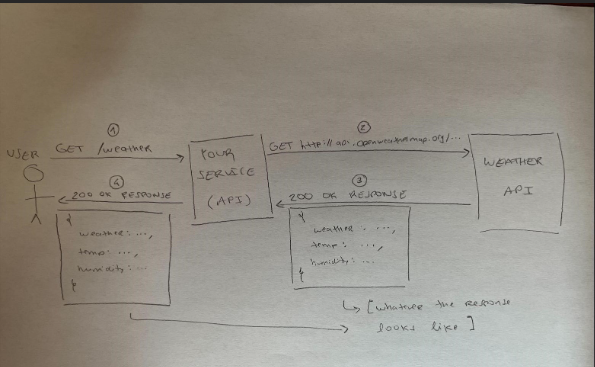 ①
②
USER
GET /weather
YOUR
SERVICE
(API)
GET http://api.openweathermap.org/...
WEATHER
API
④
200 OK RESPONSE
③
200 OK RESPONSE
{
weather: ...,
temp: ...,
humidity: ...
}
{
weather: ...,
temp: ...,
humidity: ...
}
[whatever the response
looks like]